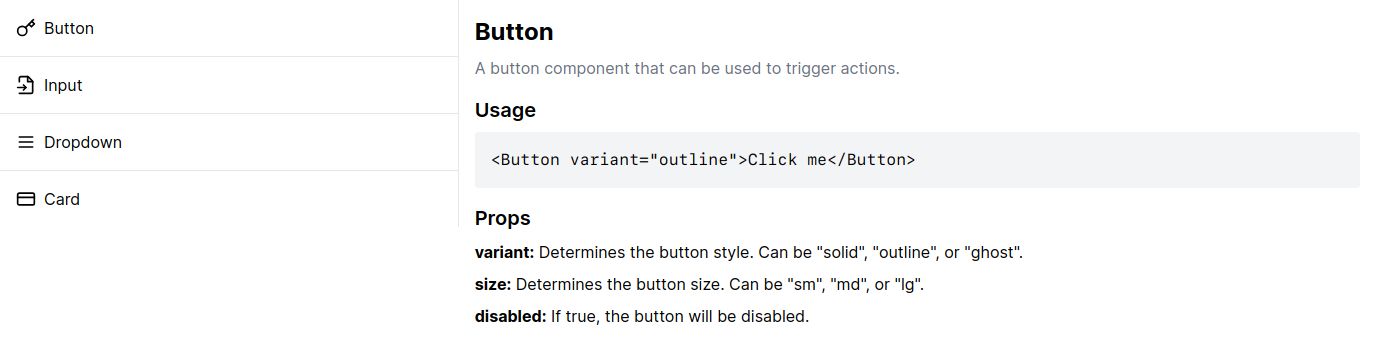 Button
Input
Dropdown
Card
Button
A button component that can be used to trigger actions.
Usage
<Button variant="outline">Click me</Button>
Props
variant: Determines the button style. Can be "solid", "outline", or "ghost".
size: Determines the button size. Can be "sm", "md", or "lg".
disabled: If true, the button will be disabled.